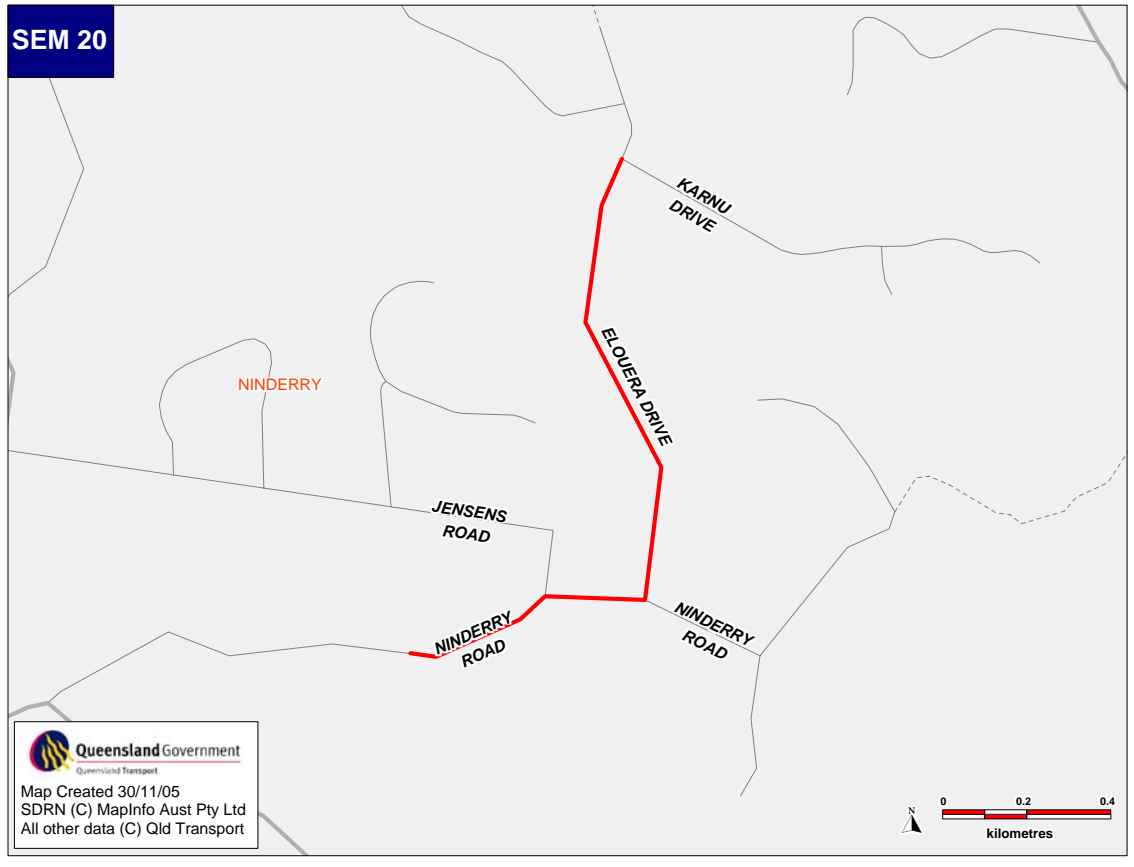 SEM 20
KARNU
DRIVE
ELOUERA DRIVE
NINDERRY
JENSENS
ROAD
NINDERRY
ROAD
NINDERRY
ROAD
Queensland Government
Queensland Transport
Map Created 30/11/05
SDRN (C) MapInfo Aust Pty Ltd
All other data (C) Qld Transport
N
0 0.2 0.4
kilometres